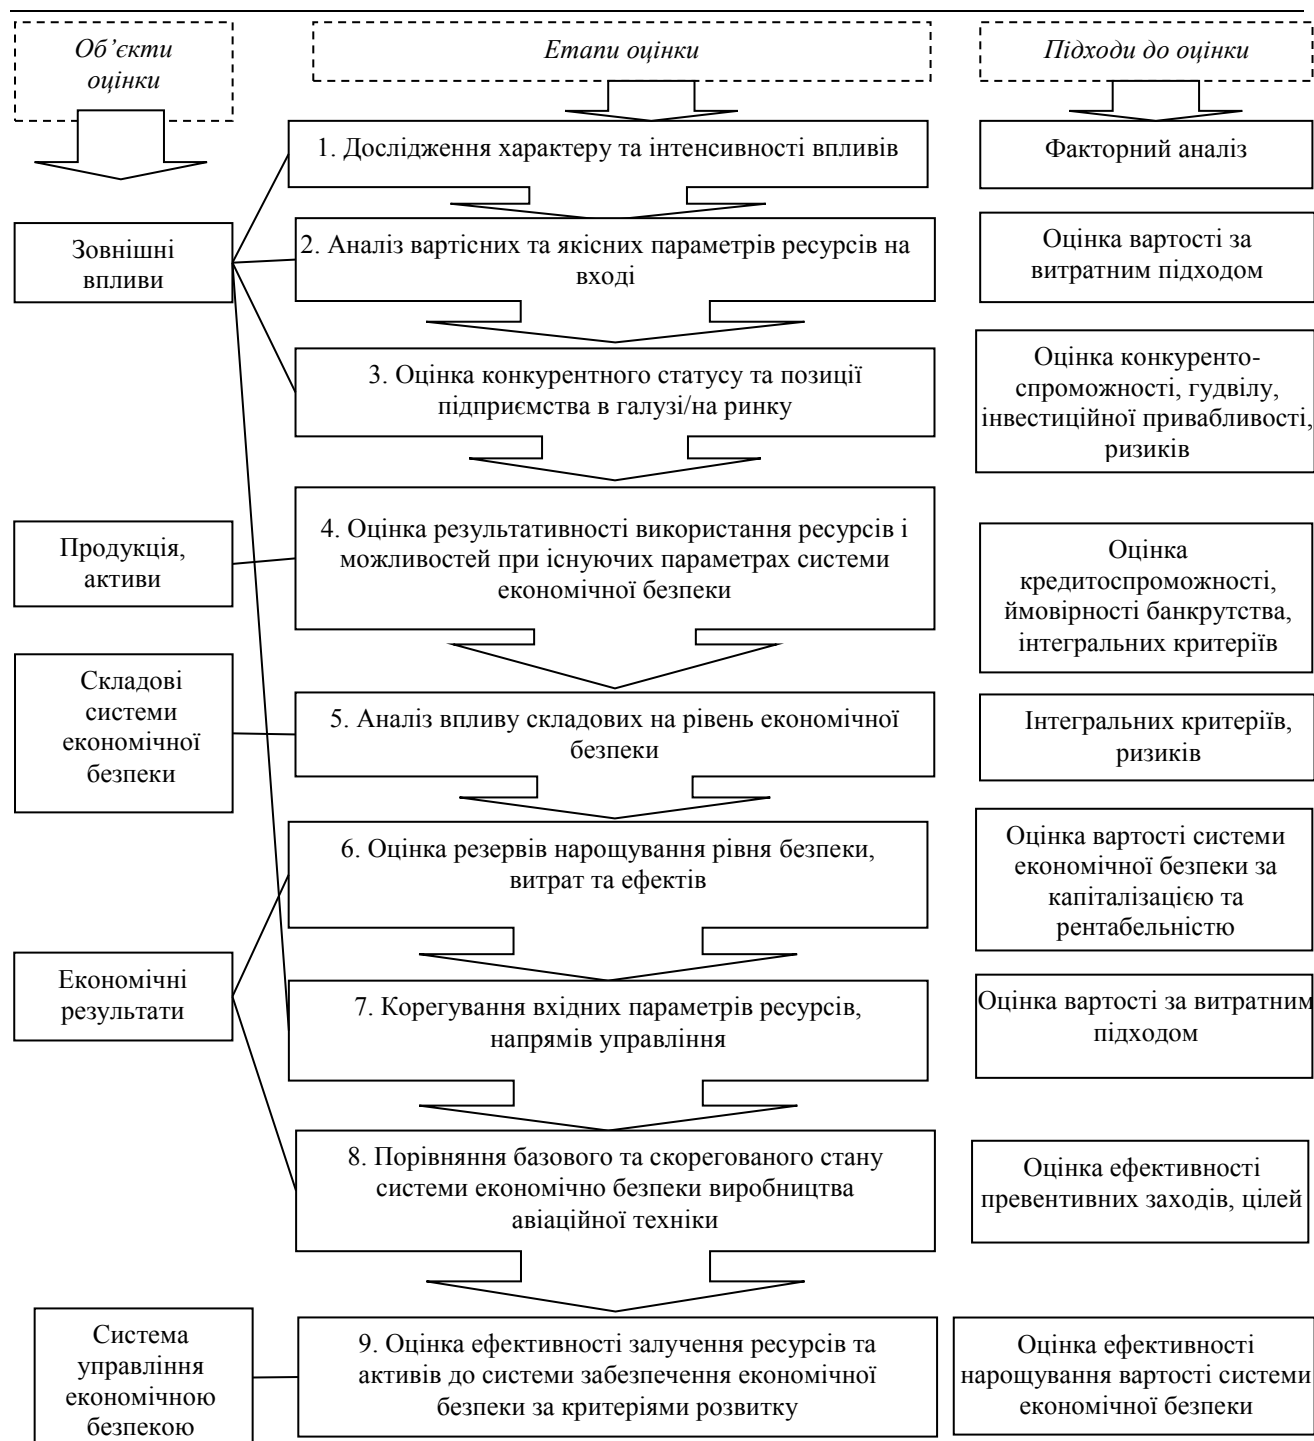 Об’єкти
оцінки
Етапи оцінки
Підходи до оцінки
1. Дослідження характеру та інтенсивності впливів
Факторний аналіз
Зовнішні
впливи
2. Аналіз вартісних та якісних параметрів ресурсів на
вході
Оцінка вартості за
витратним підходом
3. Оцінка конкурентного статусу та позиції
підприємства в галузі/на ринку
Оцінка конкуренто-
спроможності, гудвілу,
інвестиційної привабливості,
ризиків
Продукція,
активи
4. Оцінка результативності використання ресурсів і
можливостей при існуючих параметрах системи
економічної безпеки
Оцінка
кредитоспроможності,
ймовірності банкрутства,
інтегральних критеріїв
Складові
системи
економічної
безпеки
5. Аналіз впливу складових на рівень економічної
безпеки
Інтегральних критеріїв,
ризиків
6. Оцінка резервів нарощування рівня безпеки,
витрат та ефектів
Оцінка вартості системи
економічної безпеки за
капіталізацією та
рентабельністю
Економічні
результати
7. Корегування вхідних параметрів ресурсів,
напрямів управління
Оцінка вартості за витратним
підходом
8. Порівняння базового та скорегованого стану
системи економічно безпеки виробництва
авіаційної техніки
Оцінка ефективності
превентивних заходів, цілей
Система
управління
економічною
безпекою
9. Оцінка ефективності залучення ресурсів та
активів до системи забезпечення економічної
безпеки за критеріями розвитку
Оцінка ефективності
нарощування вартості системи
економічної безпеки